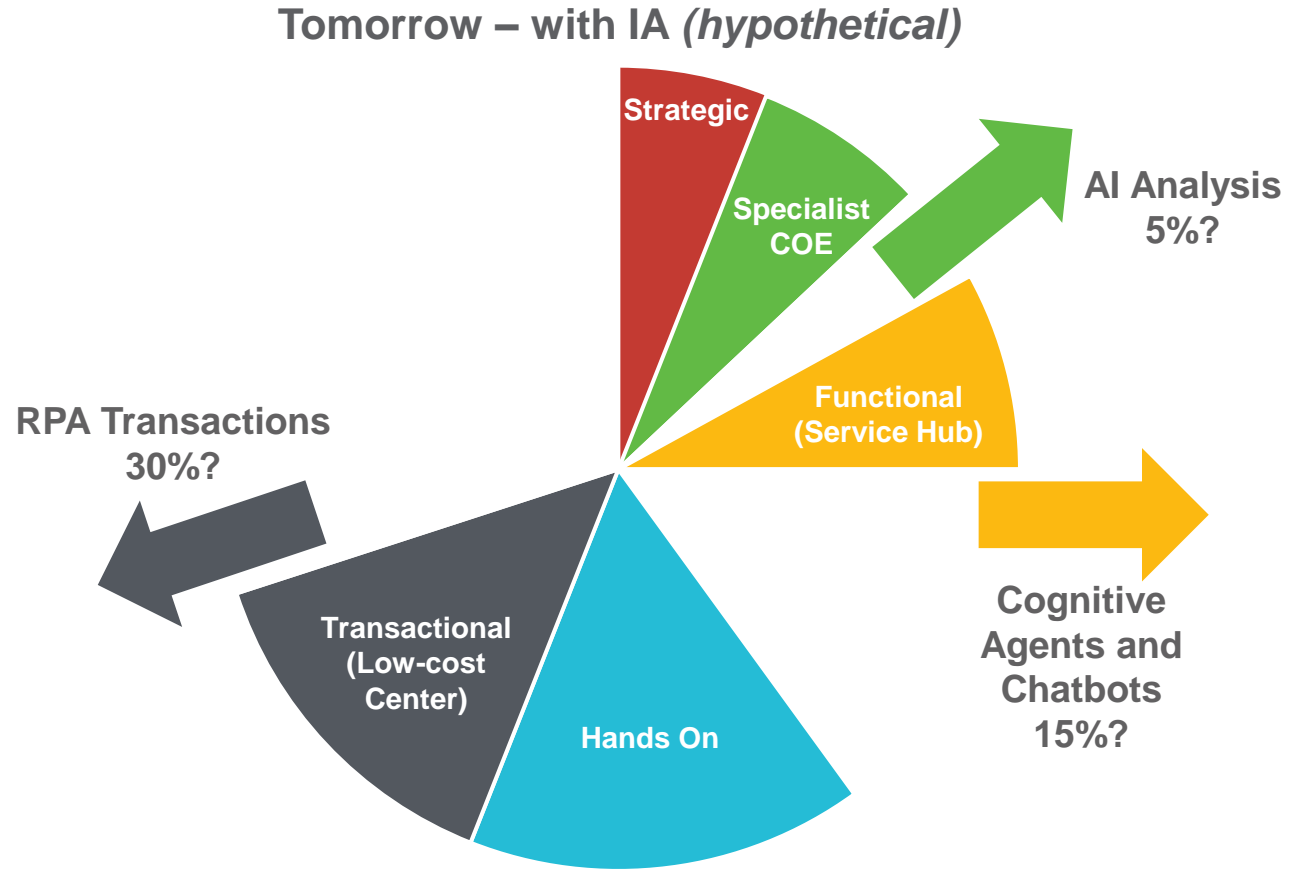 Tomorrow – with IA (hypothetical)
Strategic
Specialist
COE
AI Analysis
5%?
Functional
(Service Hub)
RPA Transactions
30%?
Cognitive
Agents and
Chatbots
15%?
Transactional
(Low-cost
Center)
Hands On